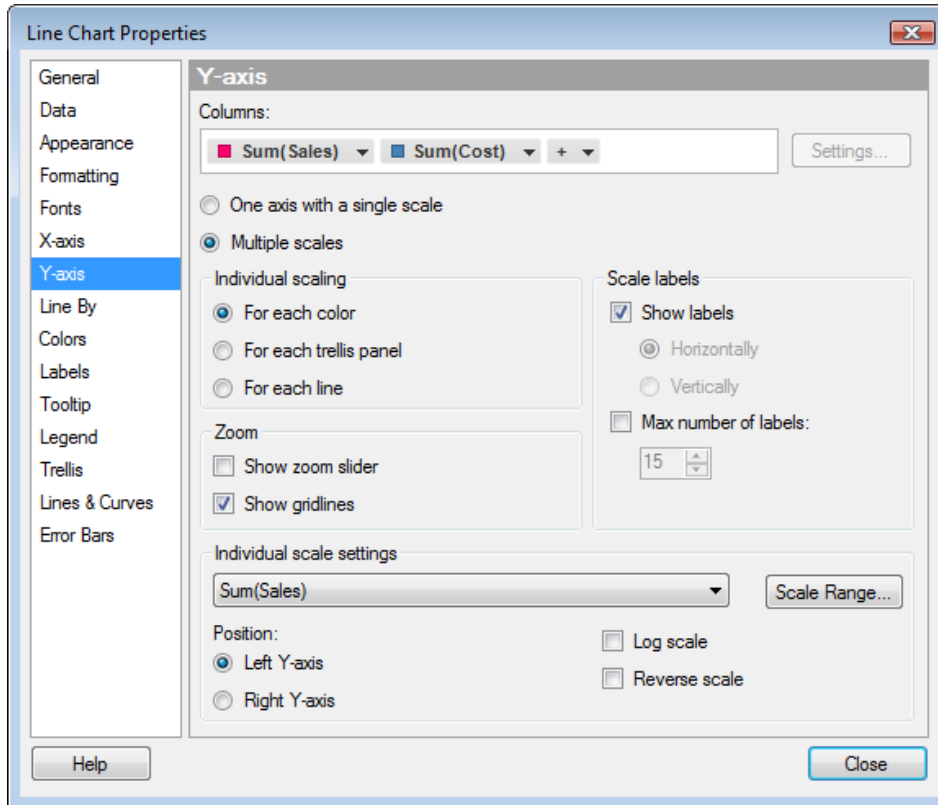 Line Chart Properties
General
Data
Appearance
Formatting
Fonts
X-axis
Y-axis
Line By
Colors
Labels
Tooltip
Legend
Trellis
Lines & Curves
Error Bars
Y-axis
Columns:
Sum(Sales) Sum(Cost) +
Settings...
One axis with a single scale
Multiple scales
Individual scaling
For each color
For each trellis panel
For each line
Scale labels
Show labels
Horizontally
Vertically
Max number of labels:
15
Zoom
Show zoom slider
Show gridlines
Individual scale settings
Sum(Sales)
Scale Range...
Position:
Left Y-axis
Right Y-axis
Log scale
Reverse scale
Help
Close